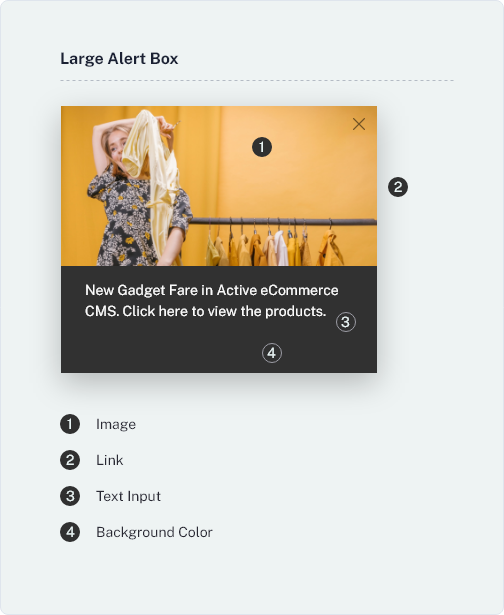 Large Alert Box
1
2
New Gadget Fare in Active eCommerce
CMS. Click here to view the products.
3
4
1 Image
2 Link
3 Text Input
4 Background Color